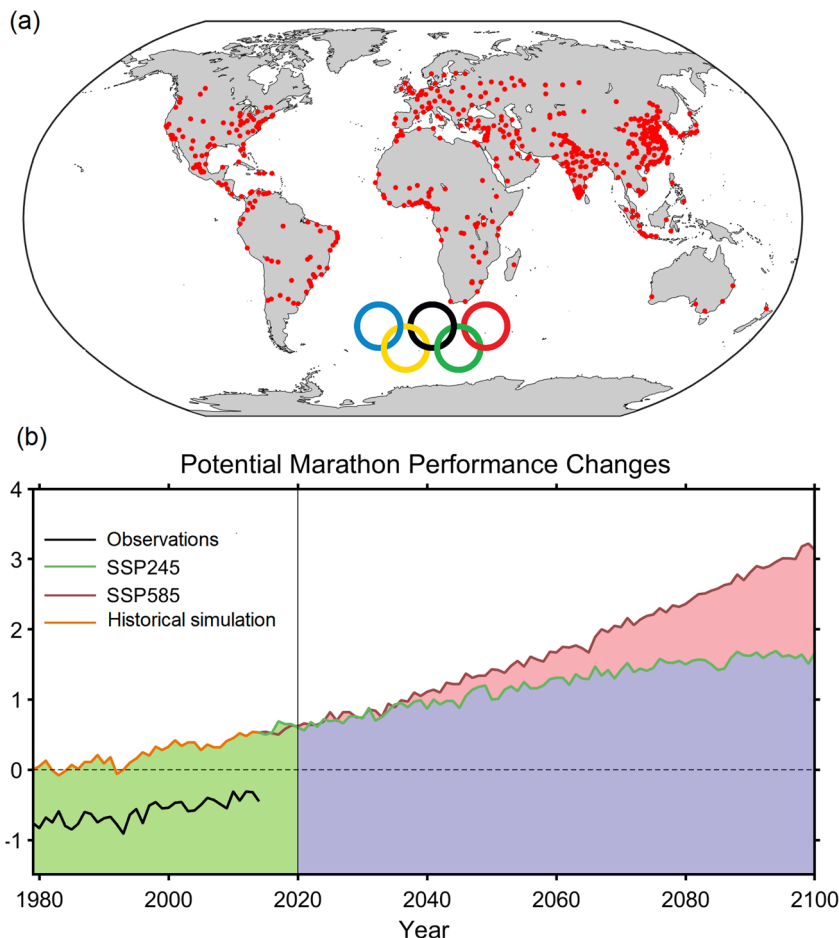 (a)
(b)
Potential Marathon Performance Changes
4
3
2
1
0
-1
Observations
SSP245
SSP585
Historical simulation
1980 2000 2020 2040 2060 2080 2100
Year